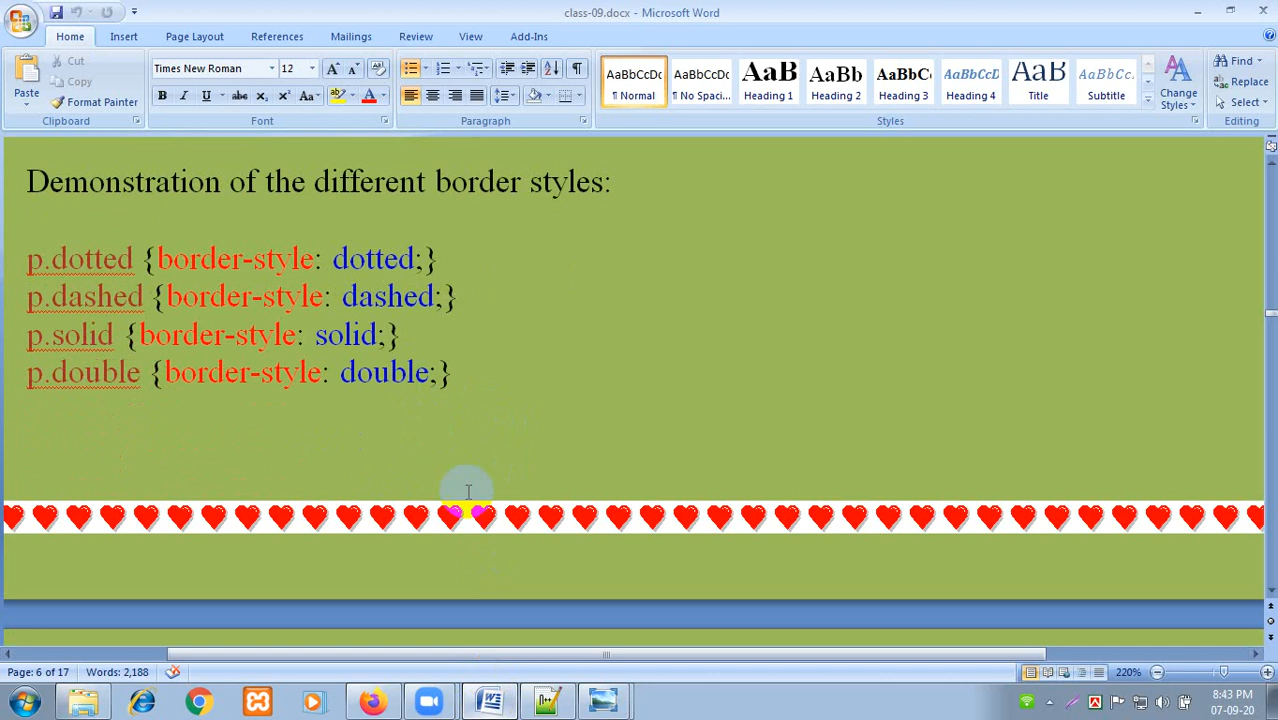 class-09.docx - Microsoft Word
Home Insert Page Layout References Mailings Review View Add-Ins
Paste
Cut
Copy
Format Painter
Clipboard
Times New Roman 12
Font
Paragraph
AaBbCcDc AaBbCcDc AaB AaBb AaBbC AaBbCcD AaB AaBbCcL
¶ Normal ¶ No Spaci... Heading 1 Heading 2 Heading 3 Heading 4 Title Subtitle
Change
Styles
Styles
Find
Replace
Select
Editing
Demonstration of the different border styles:
p.dotted {border-style: dotted;}
p.dashed {border-style: dashed;}
p.solid {border-style: solid;}
p.double {border-style: double;}
Page: 6 of 17 Words: 2,188 220%
8:43 PM
07-09-20